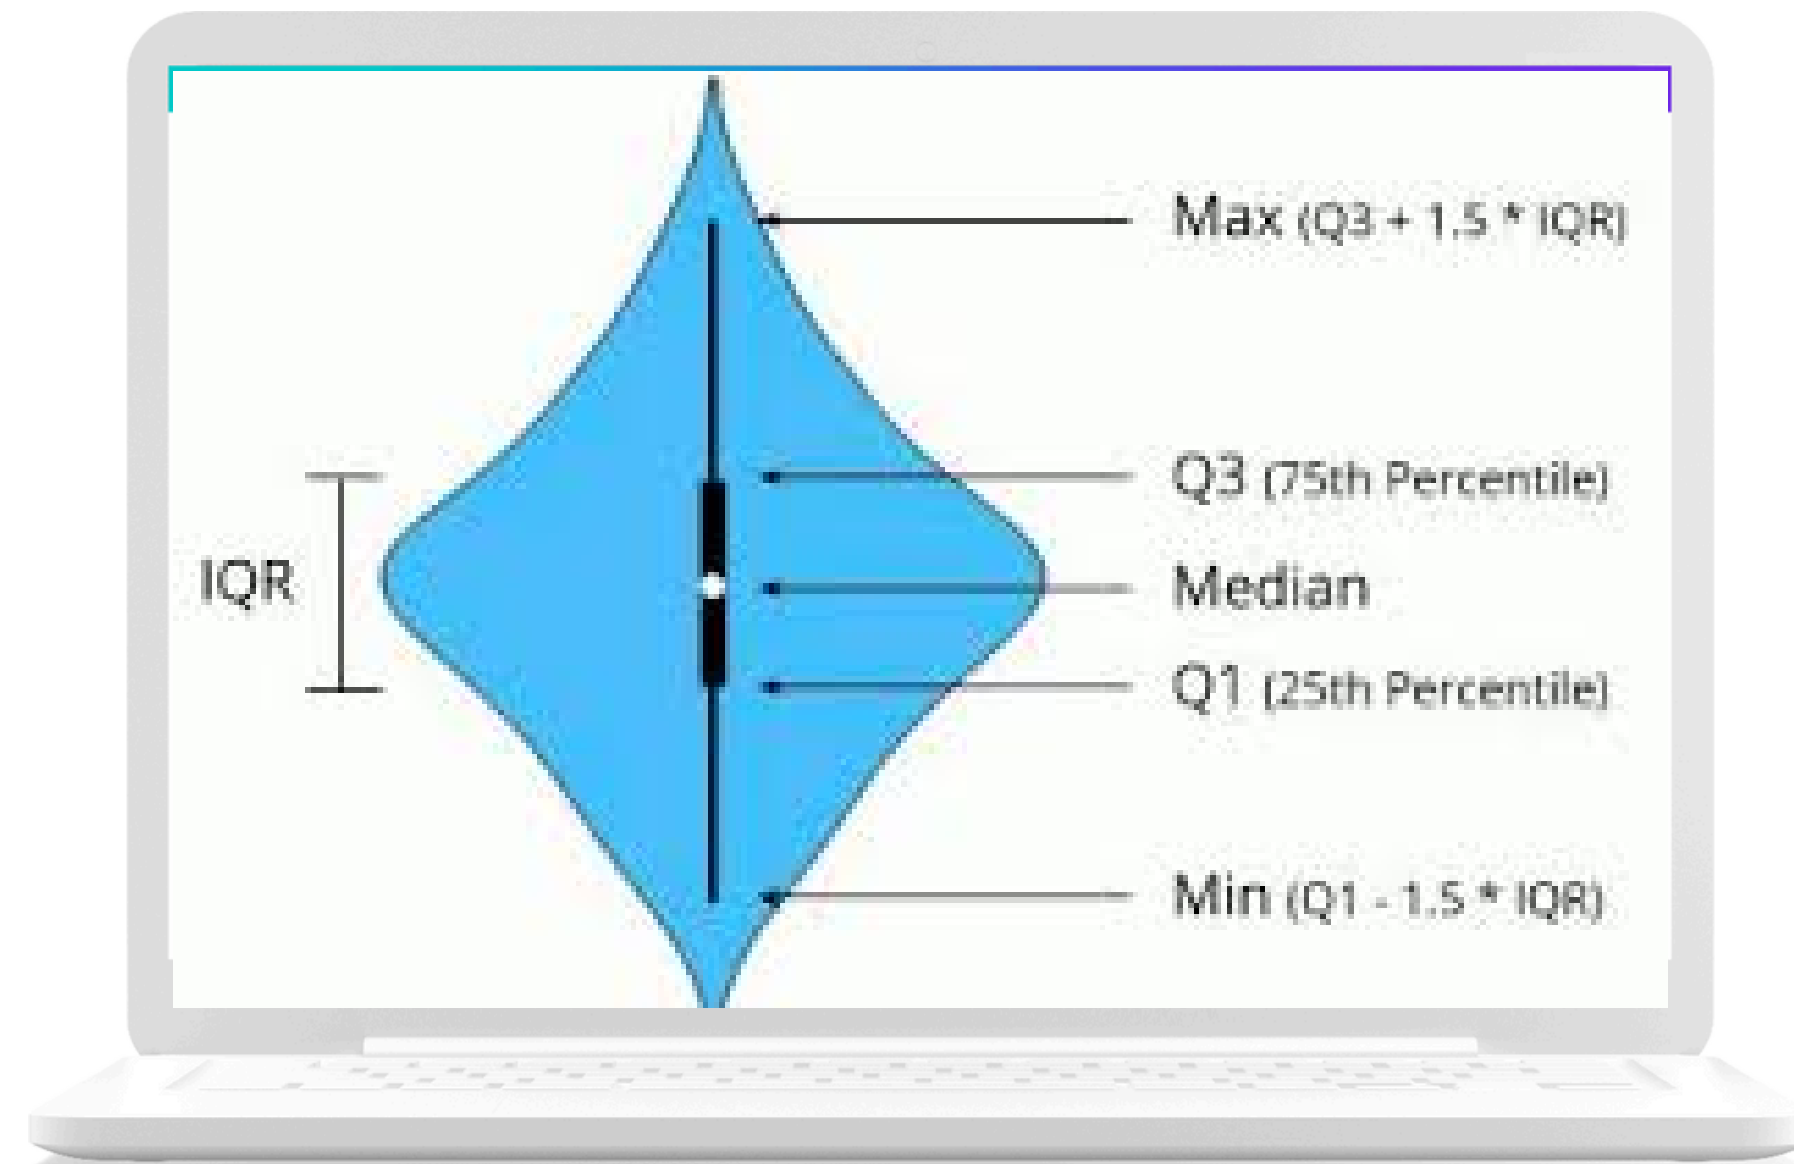 Max (Q3 + 1.5 * IQR)
Q3 (75th Percentile)
IQR
Median
Q1 (25th Percentile)
Min (Q1 - 1.5 * IQR)